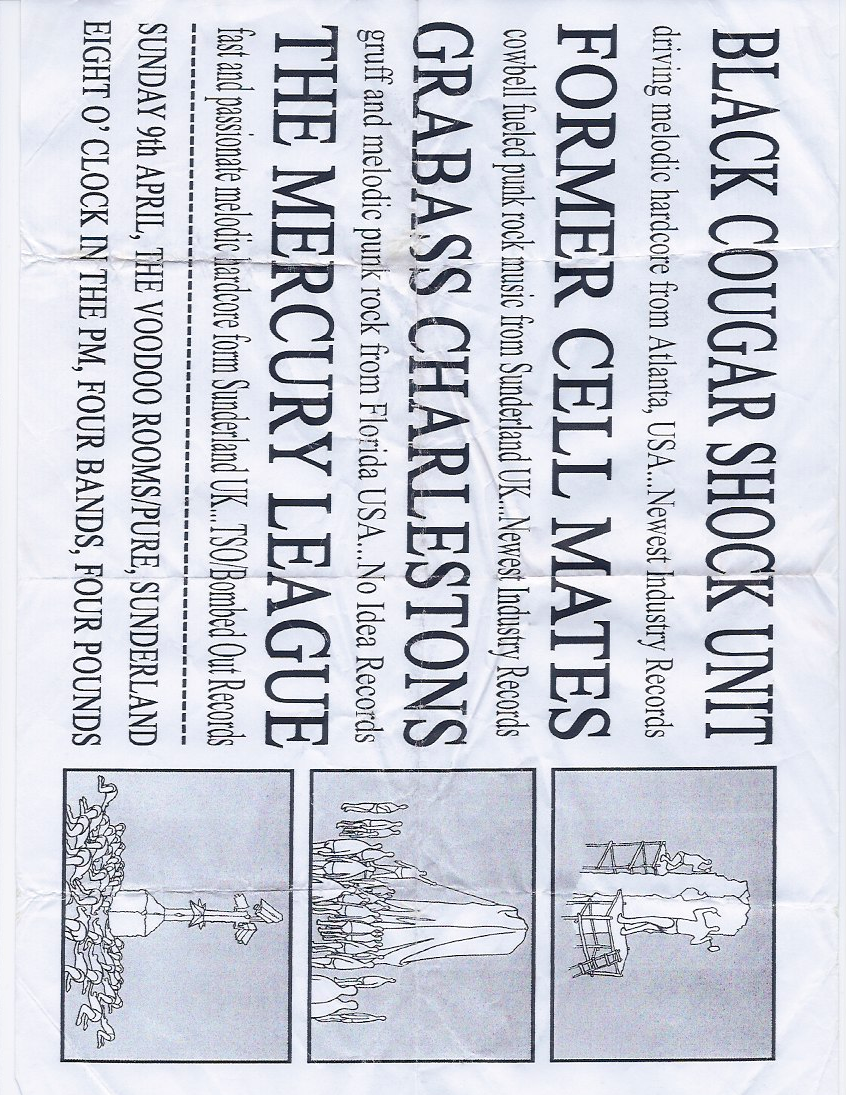 BLACK COUGAR SHOCK UNIT
driving melodic hardcore from Atlanta, USA...Newest Industry Records
FORMER CELL MATES
cowbell fueled punk rock music from Sunderland UK...Newest Industry Records
GRABASS CHARLESTONS
gruff and melodic punk rock from Florida USA...No Idea Records
THE MERCURY LEAGUE
fast and passionate melodic hardcore form Sunderland UK... TSO/Bombed Out Records
SUNDAY 9th APRIL, THE VOODOO ROOMS/PURE, SUNDERLAND
EIGHT O' CLOCK IN THE PM, FOUR BANDS, FOUR POUNDS